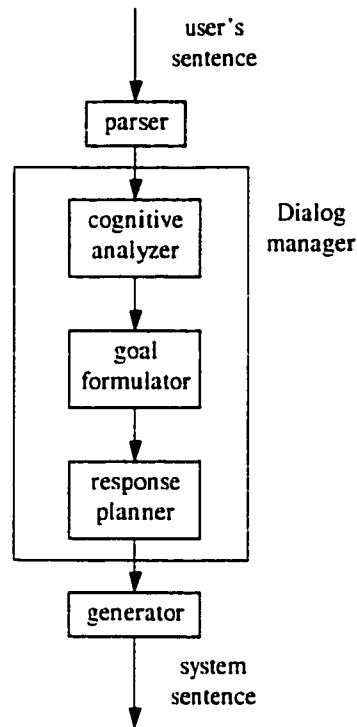 user's
sentence
parser
cognitive
analyzer
Dialog
manager
goal
formulator
response
planner
generator
system
sentence